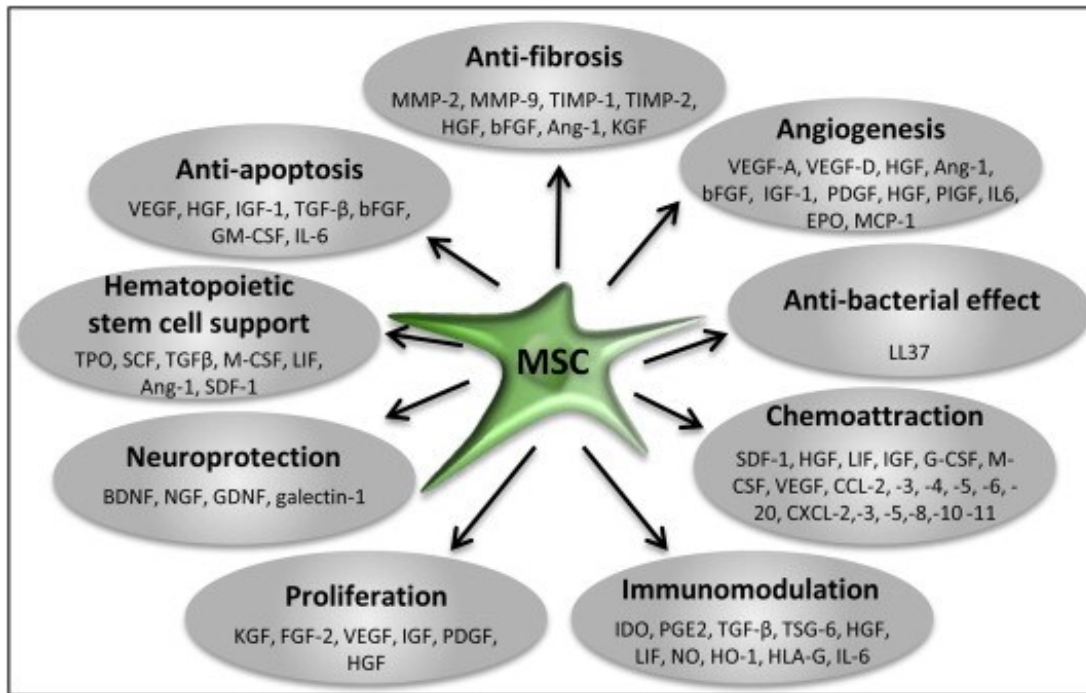 Anti-fibrosis
MMP-2, MMP-9, TIMP-1, TIMP-2,
HGF, bFGF, Ang-1, KGF
Angiogenesis
VEGF-A, VEGF-D, HGF, Ang-1,
bFGF, IGF-1, PDGF, HGF, PIGF, IL6,
EPO, MCP-1
Anti-apoptosis
VEGF, HGF, IGF-1, TGF-β, bFGF,
GM-CSF, IL-6
Hematopoietic
stem cell support
TPO, SCF, TGFβ, M-CSF, LIF,
Ang-1, SDF-1
Anti-bacterial effect
LL37
MSC
Chemoattraction
SDF-1, HGF, LIF, IGF, G-CSF, M-
CSF, VEGF, CCL-2, -3, -4, -5, -6, -
20, CXCL-2,-3, -5,-8,-10 -11
Neuroprotection
BDNF, NGF, GDNF, galectin-1
Proliferation
KGF, FGF-2, VEGF, IGF, PDGF,
HGF
Immunomodulation
IDO, PGE2, TGF-β, TSG-6, HGF,
LIF, NO, HO-1, HLA-G, IL-6